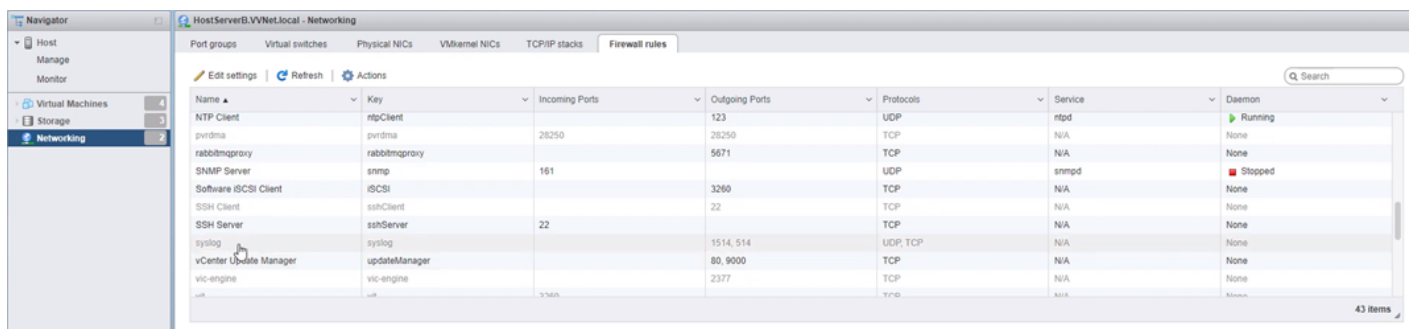 Navigator
HostServerB.VVNet.local - Networking
Host
Manage
Monitor
Virtual Machines 4
Storage 3
Networking 2
Port groups Virtual switches Physical NICs VMkernel NICs TCP/IP stacks Firewall rules
Edit settings Refresh Actions Search
Name Key Incoming Ports Outgoing Ports Protocols Service Daemon
NTP Client ntpClient 123 UDP ntpd Running
pvrdma pvrdma 28250 28250 TCP N/A None
rabbitmqproxy rabbitmqproxy 5671 TCP N/A None
SNMP Server snmp 161 UDP snmpd Stopped
Software iSCSI Client iSCSI 3260 TCP N/A None
SSH Client sshClient 22 TCP N/A None
SSH Server sshServer 22 TCP N/A None
syslog syslog 1514, 514 UDP, TCP N/A None
vCenter Update Manager updateManager 80, 9000 TCP N/A None
vic-engine vic-engine 2377 TCP N/A None
43 items